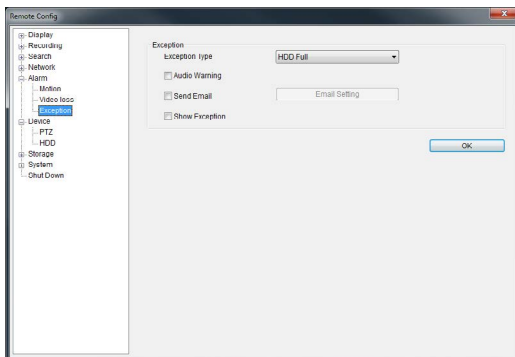 Remote Config
Display
Recording
Search
Network
Alarm
Motion
Video loss
Exception
Device
PTZ
HDD
Storage
System
Shut Down
Exception
Exception Type
HDD Full
Audio Warning
Send Email
Email Setting
Show Exception
OK